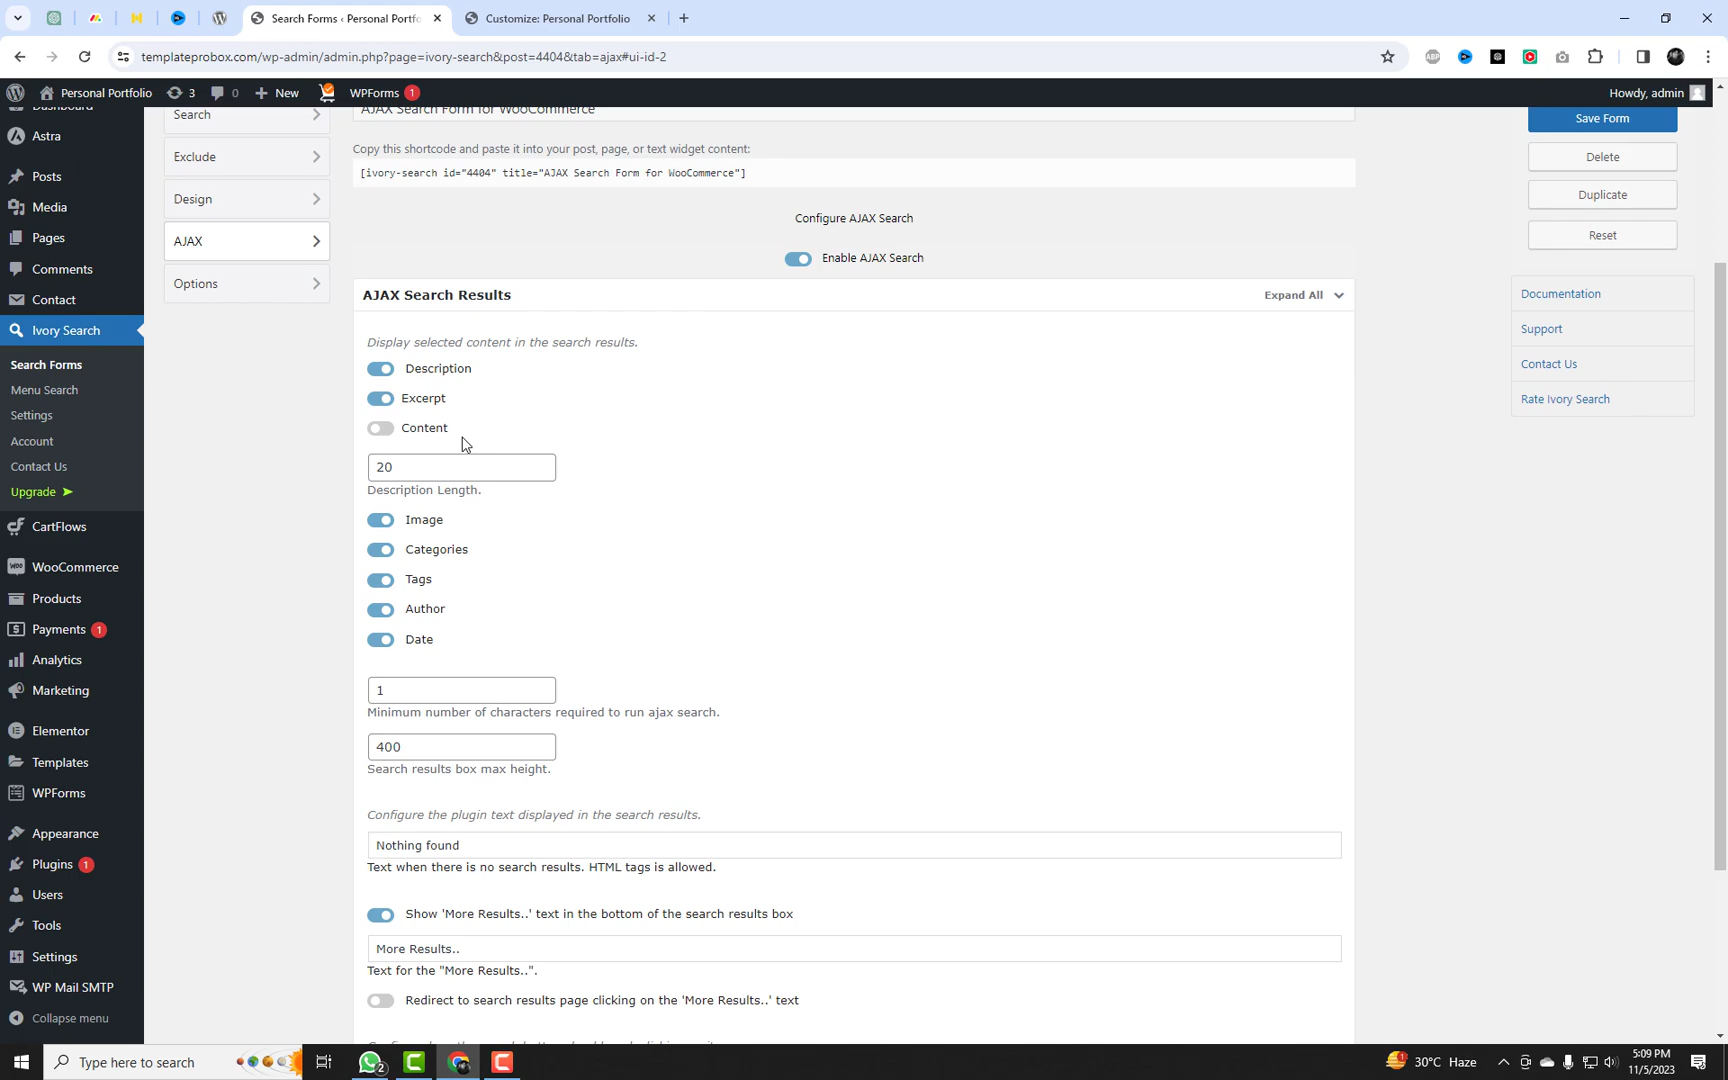 Search Forms ‹ Personal Portfo
Customize: Personal Portfolio
templateprobox.com/wp-admin/admin.php?page=ivory-search&post=4404&tab=ajax#ui-id-2
Personal Portfolio
3
0
New
WPForms 1
Howdy, admin
Dashboard
Astra
Posts
Media
Pages
Comments
Contact
Ivory Search
Search Forms
Menu Search
Settings
Account
Contact Us
Upgrade ➤
CartFlows
WooCommerce
Products
Payments 1
Analytics
Marketing
Elementor
Templates
WPForms
Appearance
Plugins 1
Users
Tools
Settings
WP Mail SMTP
Collapse menu
Search
Exclude
Design
AJAX
Options
AJAX Search Form for WooCommerce
Copy this shortcode and paste it into your post, page, or text widget content:
[ivory-search id="4404" title="AJAX Search Form for WooCommerce"]
Configure AJAX Search
Enable AJAX Search
AJAX Search Results
Expand All
Display selected content in the search results.
Description
Excerpt
Content
20
Description Length.
Image
Categories
Tags
Author
Date
1
Minimum number of characters required to run ajax search.
400
Search results box max height.
Configure the plugin text displayed in the search results.
Nothing found
Text when there is no search results. HTML tags is allowed.
Show 'More Results..' text in the bottom of the search results box
More Results..
Text for the "More Results..".
Redirect to search results page clicking on the 'More Results..' text
Save Form
Delete
Duplicate
Reset
Documentation
Support
Contact Us
Rate Ivory Search
Type here to search
2
30°C Haze
5:09 PM
11/5/2023